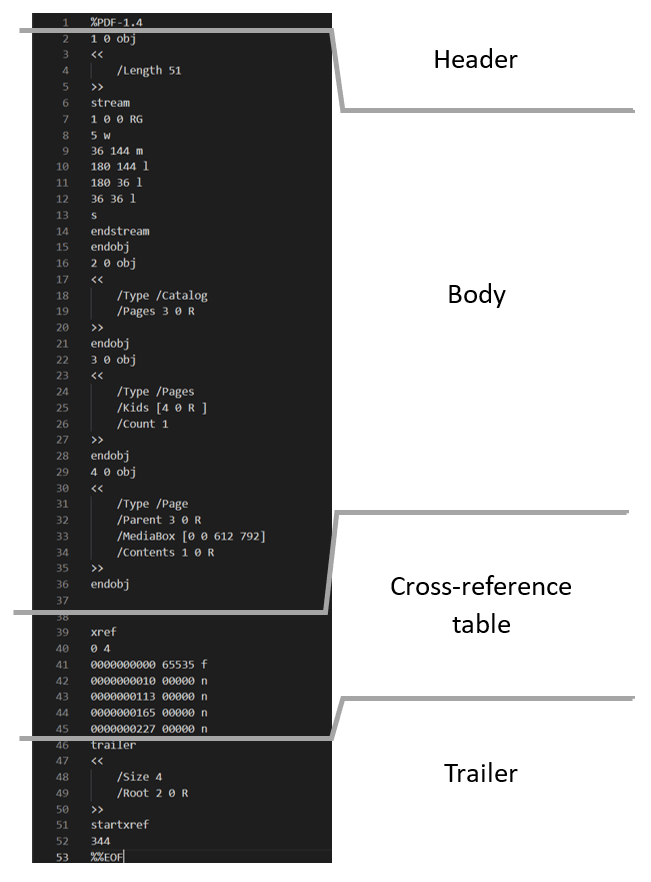 1 %PDF-1.4
2 1 0 obj
3 <<
4 /Length 51
5 >>
6 stream
7 1 0 0 RG
8 5 w
9 36 144 m
10 180 144 l
11 180 36 l
12 36 36 l
13 s
14 endstream
15 endobj
16 2 0 obj
17 <<
18 /Type /Catalog
19 /Pages 3 0 R
20 >>
21 endobj
22 3 0 obj
23 <<
24 /Type /Pages
25 /Kids [4 0 R ]
26 /Count 1
27 >>
28 endobj
29 4 0 obj
30 <<
31 /Type /Page
32 /Parent 3 0 R
33 /MediaBox [0 0 612 792]
34 /Contents 1 0 R
35 >>
36 endobj
37
38
39 xref
40 0 4
41 0000000000 65535 f
42 0000000010 00000 n
43 0000000113 00000 n
44 0000000165 00000 n
45 0000000227 00000 n
46 trailer
47 <<
48 /Size 4
49 /Root 2 0 R
50 >>
51 startxref
52 344
53 %%EOF
Header
Body
Cross-reference
table
Trailer